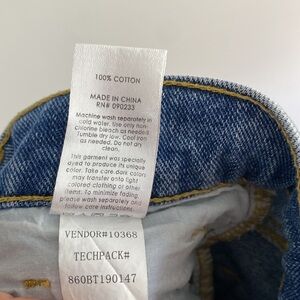 100% COTTON
MADE IN CHINA
RN# 090233
Machine wash separately in
cold water. Use only non-
Chlorine bleach as needed.
Tumble dry low. Cool iron
as needed. Do not dry
clean.
This garment was specially
dyed to produce its unique
color. Take care.dark colors
may transfer onto light
colored clothing or other
items. To minimize please
machine wash separately and
follow care instructions
VENDOR#10368
TECHPACK#
860BT190147